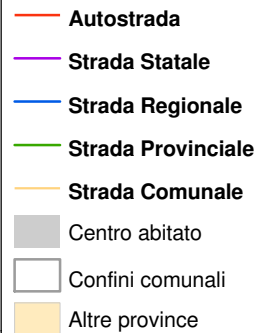 Autostrada
Strada Statale
Strada Regionale
Strada Provinciale
Strada Comunale
Centro abitato
Confini comunali
Altre province